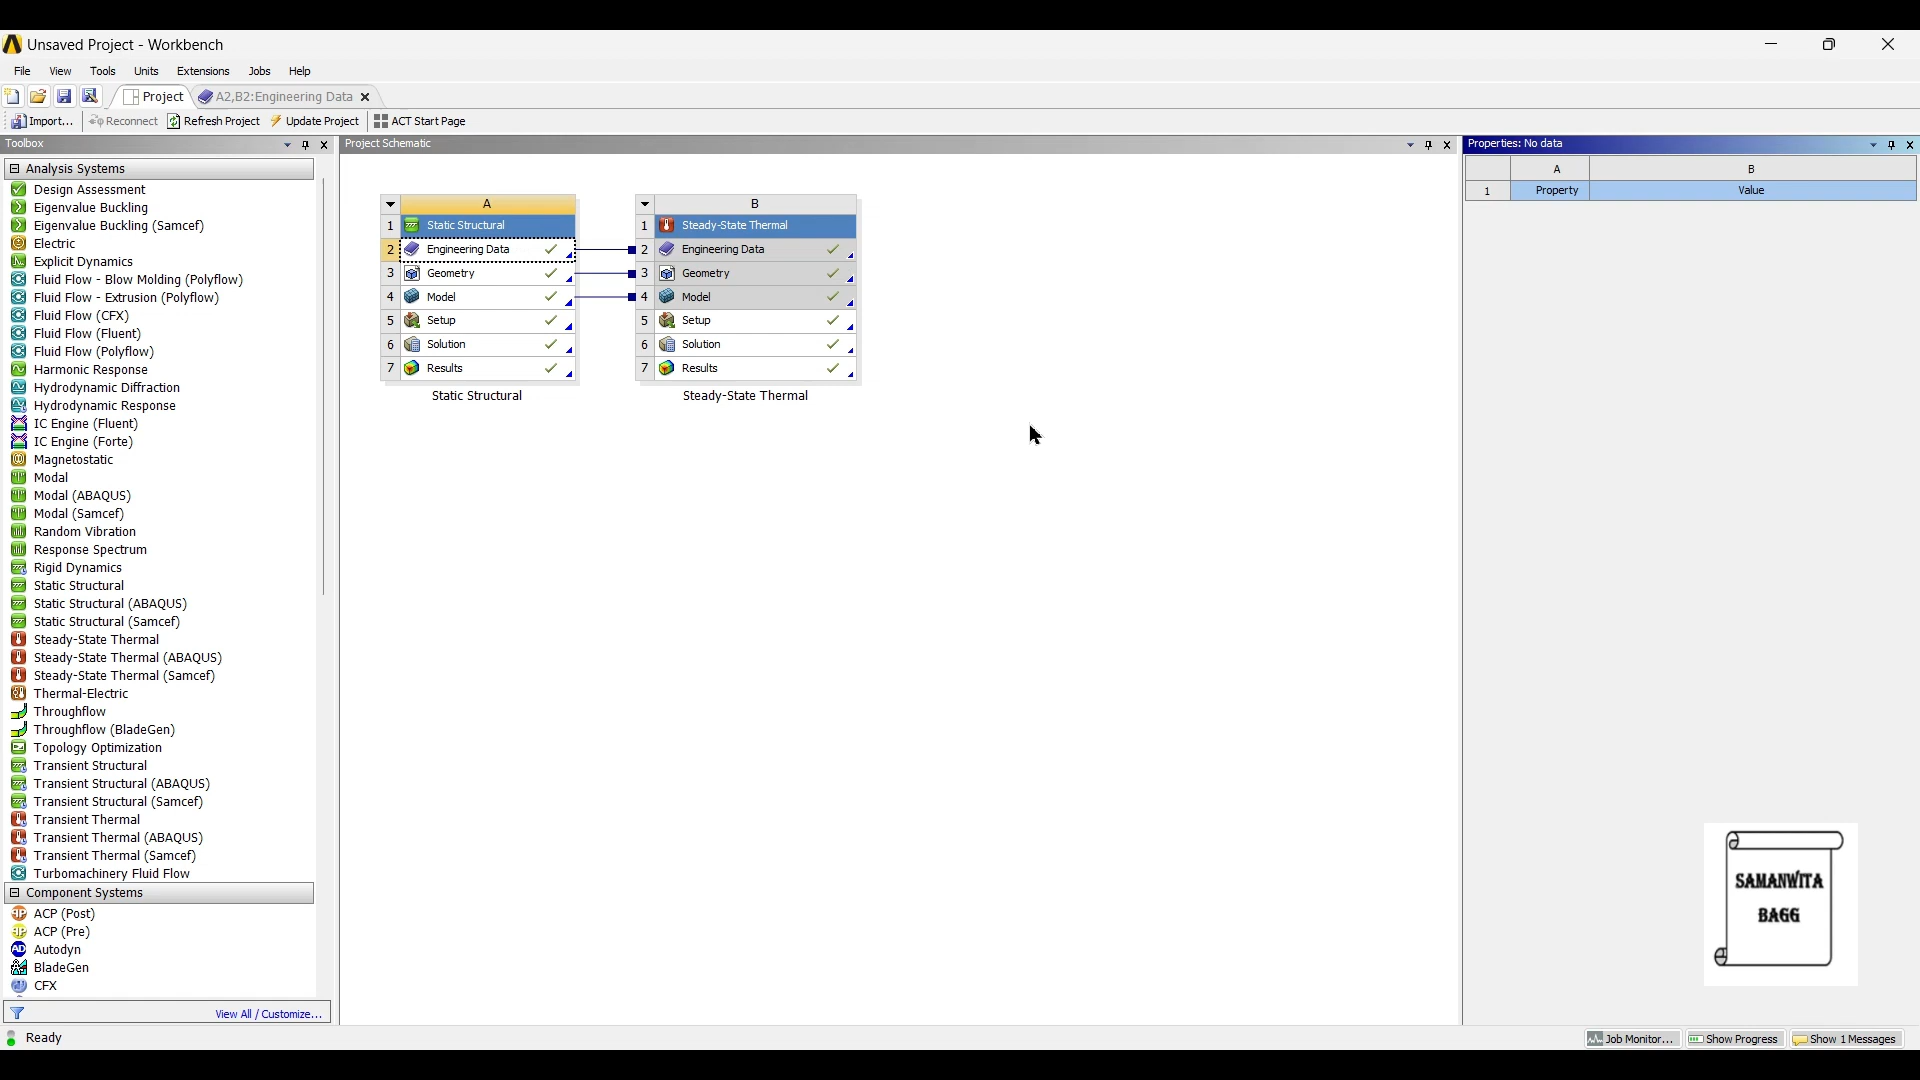 Unsaved Project - Workbench
File View Tools Units Extensions Jobs Help
Project A2,B2:Engineering Data
Import... Reconnect Refresh Project Update Project ACT Start Page
Toolbox
Analysis Systems
Design Assessment
Eigenvalue Buckling
Eigenvalue Buckling (Samcef)
Electric
Explicit Dynamics
Fluid Flow - Blow Molding (Polyflow)
Fluid Flow - Extrusion (Polyflow)
Fluid Flow (CFX)
Fluid Flow (Fluent)
Fluid Flow (Polyflow)
Harmonic Response
Hydrodynamic Diffraction
Hydrodynamic Response
IC Engine (Fluent)
IC Engine (Forte)
Magnetostatic
Modal
Modal (ABAQUS)
Modal (Samcef)
Random Vibration
Response Spectrum
Rigid Dynamics
Static Structural
Static Structural (ABAQUS)
Static Structural (Samcef)
Steady-State Thermal
Steady-State Thermal (ABAQUS)
Steady-State Thermal (Samcef)
Thermal-Electric
Throughflow
Throughflow (BladeGen)
Topology Optimization
Transient Structural
Transient Structural (ABAQUS)
Transient Structural (Samcef)
Transient Thermal
Transient Thermal (ABAQUS)
Transient Thermal (Samcef)
Turbomachinery Fluid Flow
Component Systems
ACP (Post)
ACP (Pre)
Autodyn
BladeGen
CFX
View All / Customize...
Project Schematic
A
1 Static Structural
2 Engineering Data
3 Geometry
4 Model
5 Setup
6 Solution
7 Results
Static Structural
B
1 Steady-State Thermal
2 Engineering Data
3 Geometry
4 Model
5 Setup
6 Solution
7 Results
Steady-State Thermal
Properties: No data
A B
1 Property Value
SAMANWITA
BAGG
Ready
Job Monitor... Show Progress Show 1 Messages